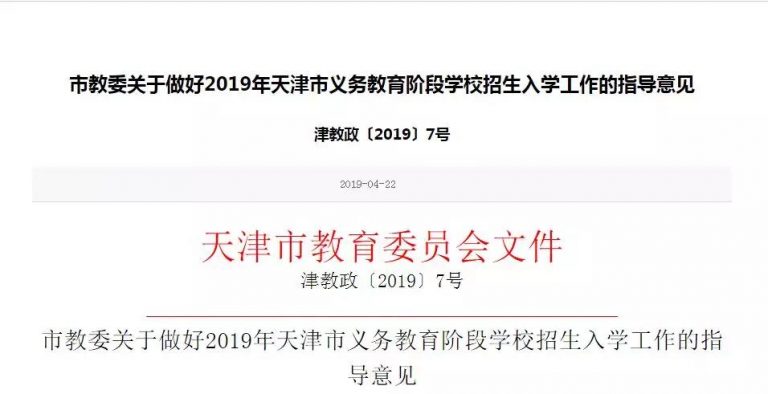 市教委关于做好2019年天津市义务教育阶段学校招生入学工作的指导意见
津教政〔2019〕7号
2019-04-22
天津市教育委员会文件
津教政〔2019〕7号
市教委关于做好2019年天津市义务教育阶段学校招生入学工作的指
导意见